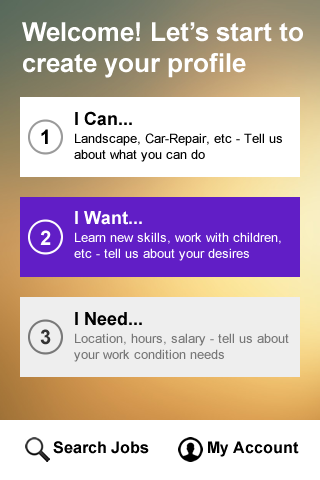 Welcome! Let’s start to
create your profile
I Can...
1
Landscape, Car-Repair, etc - Tell us
about what you can do
I Want...
2
Learn new skills, work with children,
etc - tell us about your desires
I Need...
3
Location, hours, salary - tell us about
your work condition needs
Search Jobs
My Account